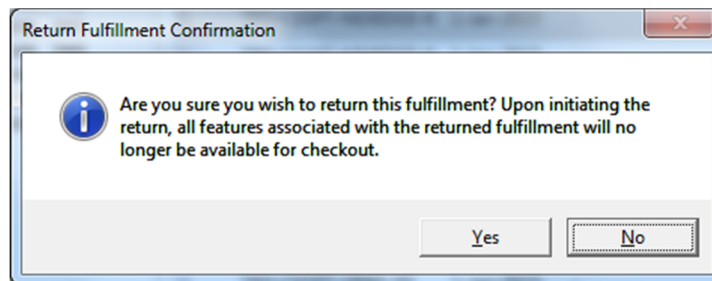 Return Fulfillment Confirmation
Are you sure you wish to return this fulfillment? Upon initiating the
return, all features associated with the returned fulfillment will no
longer be available for checkout.
Yes
No